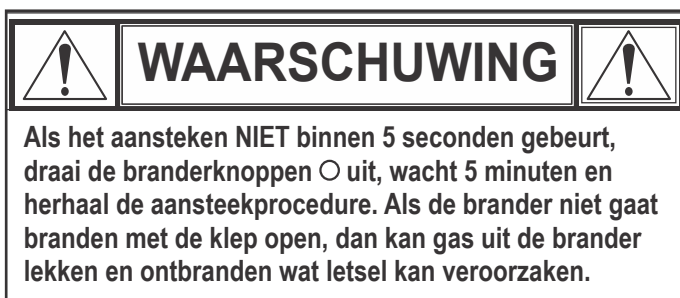 WAARSCHUWING
Als het aansteken NIET binnen 5 seconden gebeurt,
draai de branderknoppen O uit, wacht 5 minuten en
herhaal de aansteekprocedure. Als de brander niet gaat
branden met de klep open, dan kan gas uit de brander
lekken en ontbranden wat letsel kan veroorzaken.